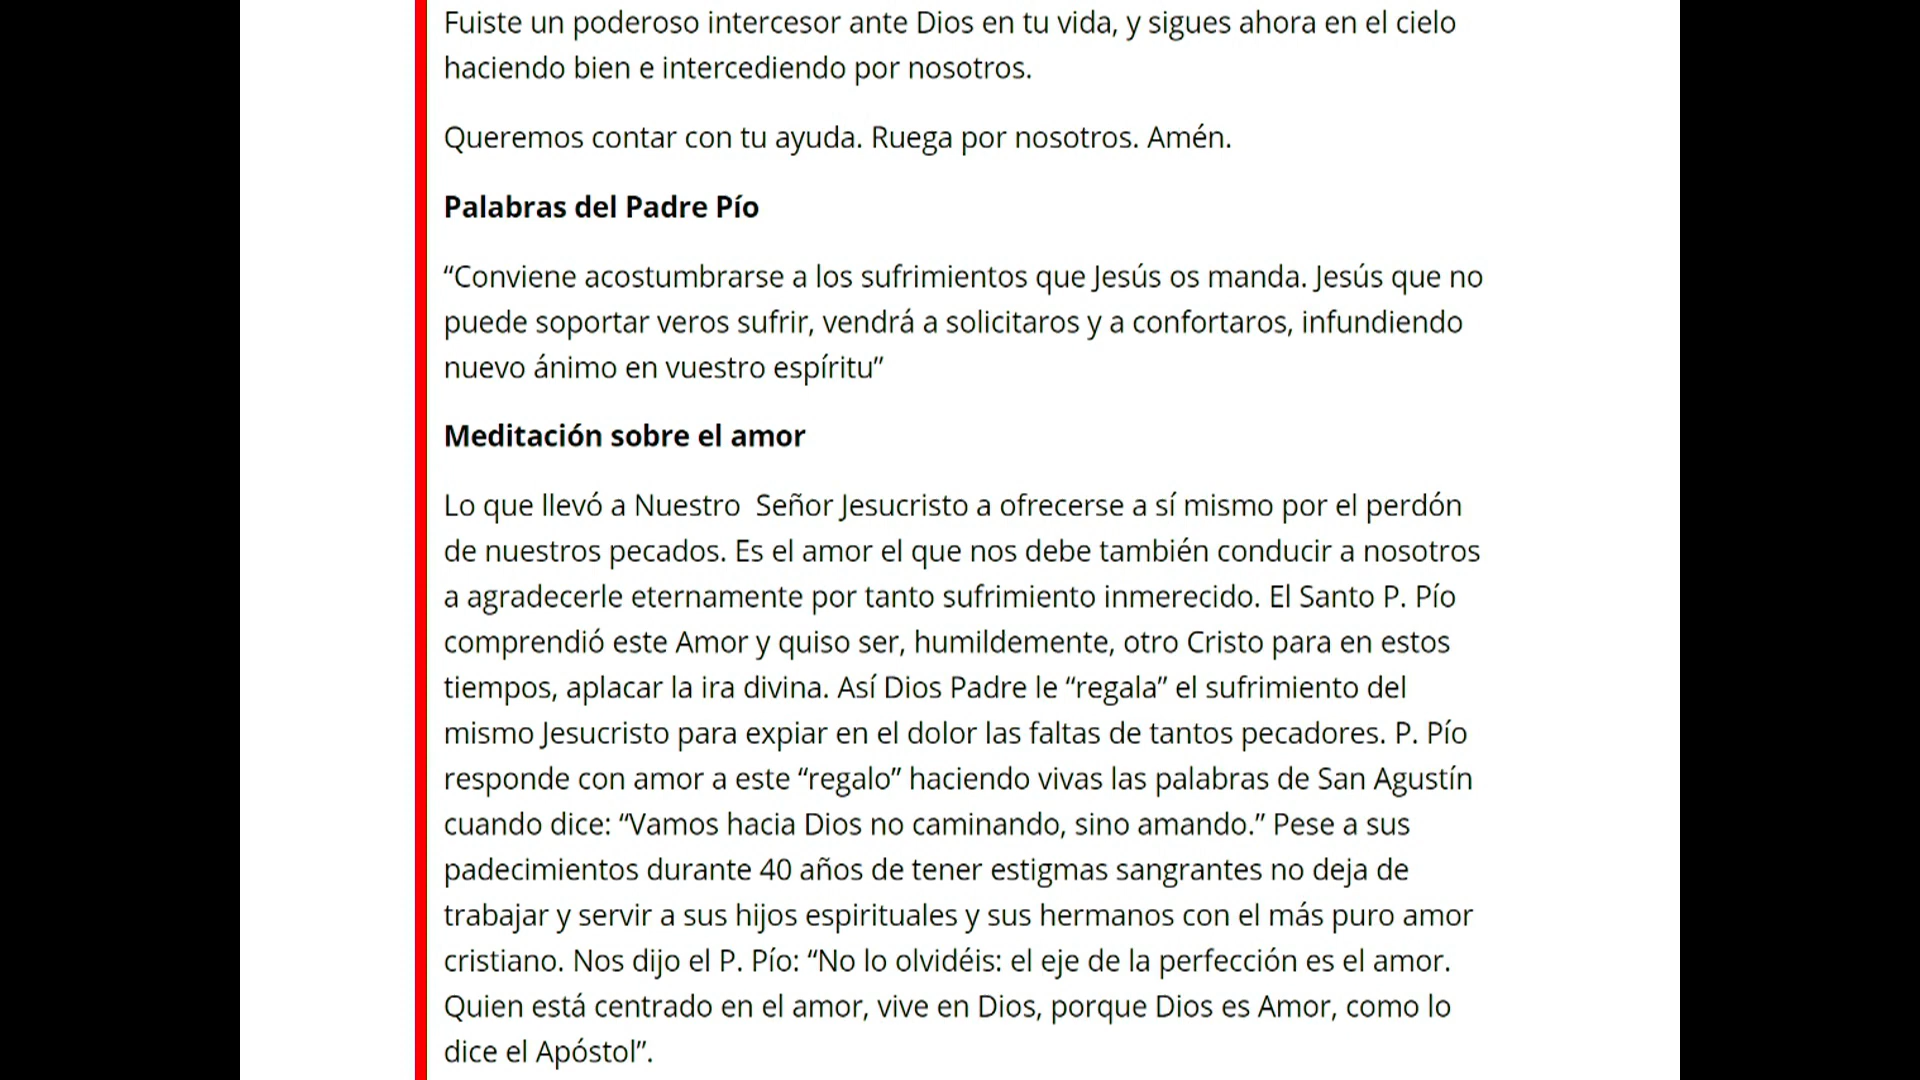 Fuiste un poderoso intercesor ante Dios en tu vida, y sigues ahora en el cielo
haciendo bien e intercediendo por nosotros.
Queremos contar con tu ayuda. Ruega por nosotros. Amén.
Palabras del Padre Pío
“Conviene acostumbrarse a los sufrimientos que Jesús os manda. Jesús que no
puede soportar veros sufrir, vendrá a solicitaros y a confortaros, infundiendo
nuevo ánimo en vuestro espíritu”
Meditación sobre el amor
Lo que llevó a Nuestro  Señor Jesucristo a ofrecerse a sí mismo por el perdón
de nuestros pecados. Es el amor el que nos debe también conducir a nosotros
a agradecerle eternamente por tanto sufrimiento inmerecido. El Santo P. Pío
comprendió este Amor y quiso ser, humildemente, otro Cristo para en estos
tiempos, aplacar la ira divina. Así Dios Padre le “regala” el sufrimiento del
mismo Jesucristo para expiar en el dolor las faltas de tantos pecadores. P. Pío
responde con amor a este “regalo” haciendo vivas las palabras de San Agustín
cuando dice: “Vamos hacia Dios no caminando, sino amando.” Pese a sus
padecimientos durante 40 años de tener estigmas sangrantes no deja de
trabajar y servir a sus hijos espirituales y sus hermanos con el más puro amor
cristiano. Nos dijo el P. Pío: “No lo olvidéis: el eje de la perfección es el amor.
Quien está centrado en el amor, vive en Dios, porque Dios es Amor, como lo
dice el Apóstol”.